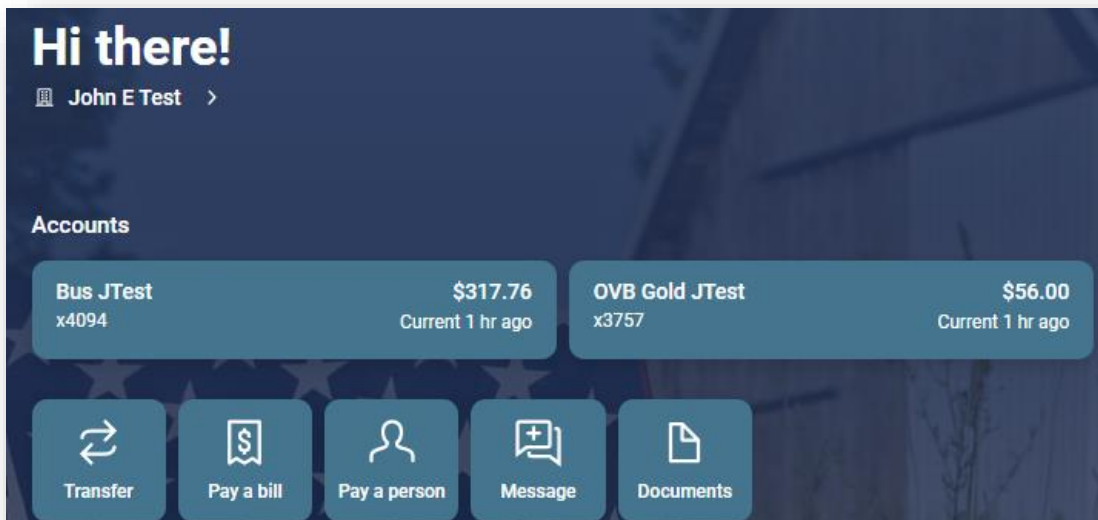 Hi there!
John E Test
Accounts
Bus JTest $317.76
x4094 Current 1 hr ago
OVB Gold JTest $56.00
x3757 Current 1 hr ago
Transfer
Pay a bill
Pay a person
Message
Documents